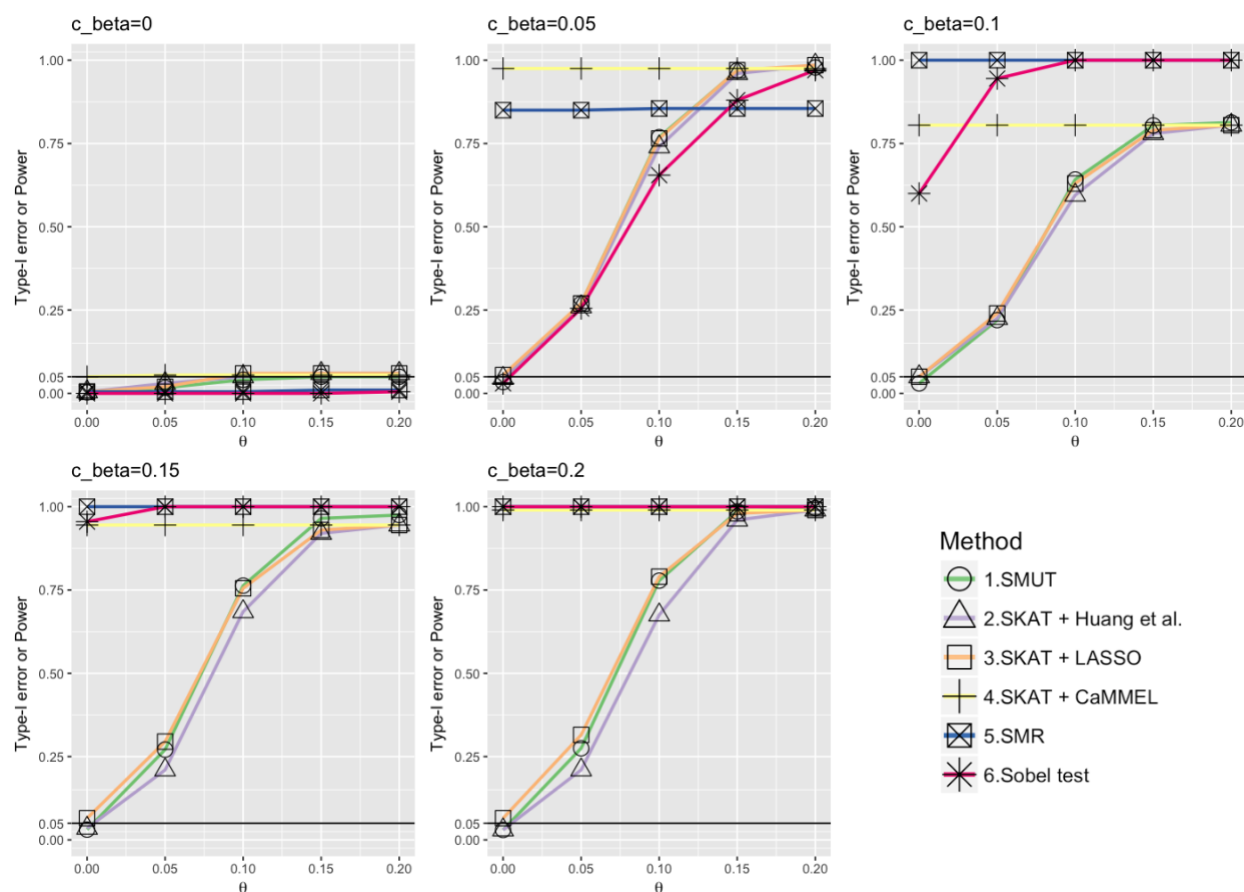 c_beta=0
c_beta=0.05
c_beta=0.1
Type-I error or Power
1.00
0.75
0.50
0.25
0.05
0.00
0.00 0.05 0.10 0.15 0.20
θ
Type-I error or Power
1.00
0.75
0.50
0.25
0.05
0.00
0.00 0.05 0.10 0.15 0.20
θ
Type-I error or Power
1.00
0.75
0.50
0.25
0.05
0.00
0.00 0.05 0.10 0.15 0.20
θ
c_beta=0.15
c_beta=0.2
Type-I error or Power
1.00
0.75
0.50
0.25
0.05
0.00
0.00 0.05 0.10 0.15 0.20
θ
Type-I error or Power
1.00
0.75
0.50
0.25
0.05
0.00
0.00 0.05 0.10 0.15 0.20
θ
Method
1.SMUT
2.SKAT + Huang et al.
3.SKAT + LASSO
4.SKAT + CaMMEL
5.SMR
6.Sobel test